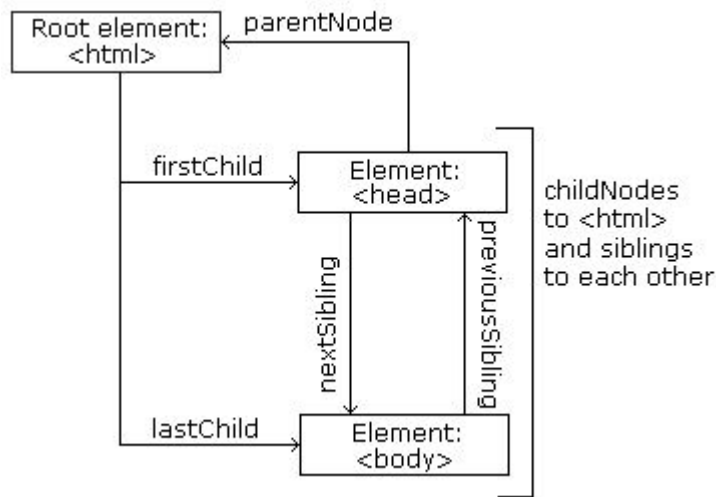 Root element:
<html>
parentNode
firstChild
Element:
<head>
childNodes
to <html>
and siblings
to each other
nextSibling
previousSibling
lastChild
Element:
<body>